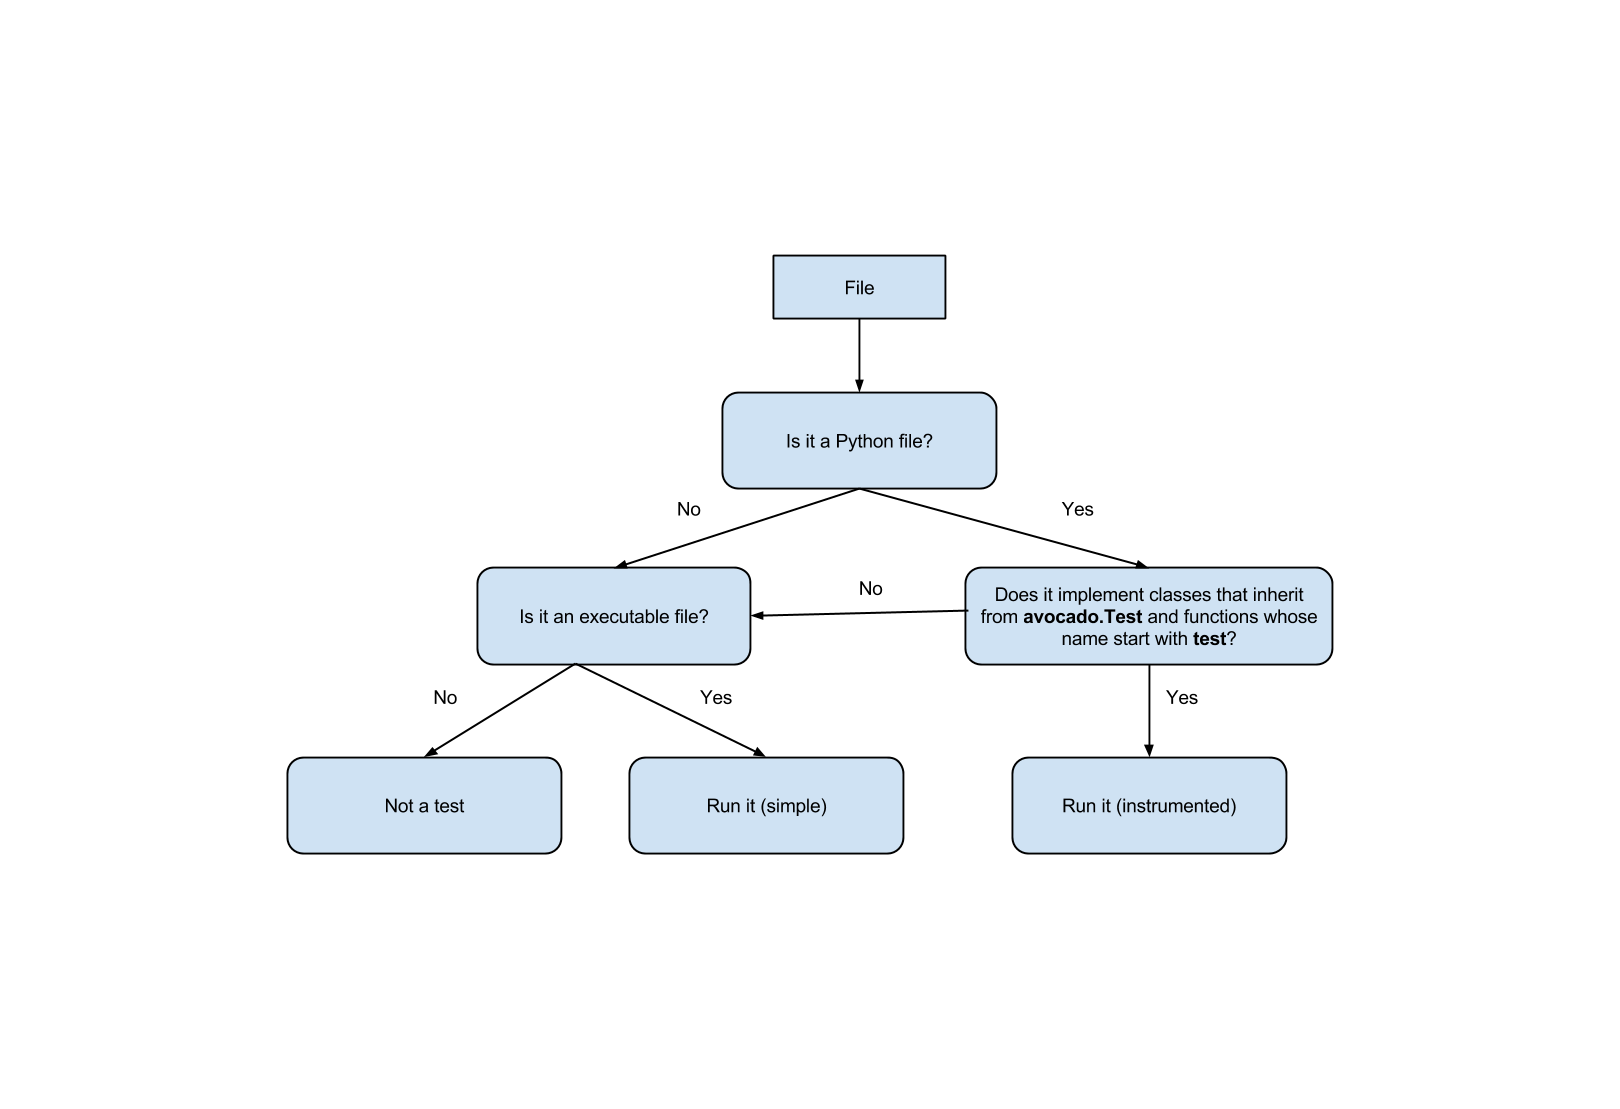 File
Is it a Python file?
No
Yes
Is it an executable file?
No
Does it implement classes that inherit
from avocado.Test and functions whose
name start with test?
No
Yes
Yes
Not a test
Run it (simple)
Run it (instrumented)